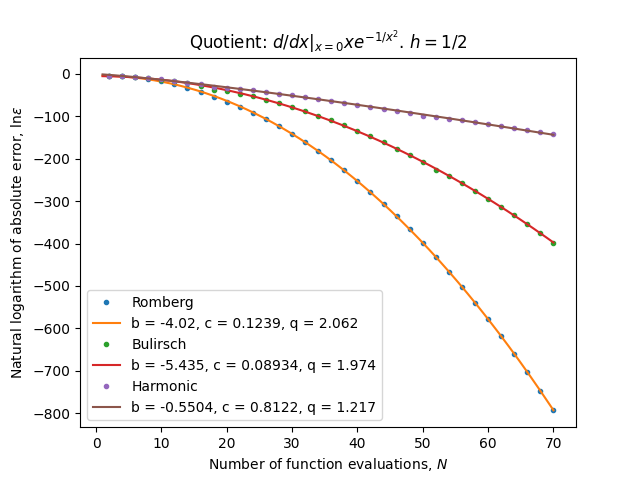 Quotient: d/dx|ₓ₌₀xe^{-1/x²}. h = 1/2
Natural logarithm of absolute error, lnε
0
−100
−200
−300
−400
−500
−600
−700
−800
Romberg
b = -4.02, c = 0.1239, q = 2.062
Bulirsch
b = -5.435, c = 0.08934, q = 1.974
Harmonic
b = -0.5504, c = 0.8122, q = 1.217
0 10 20 30 40 50 60 70
Number of function evaluations, N